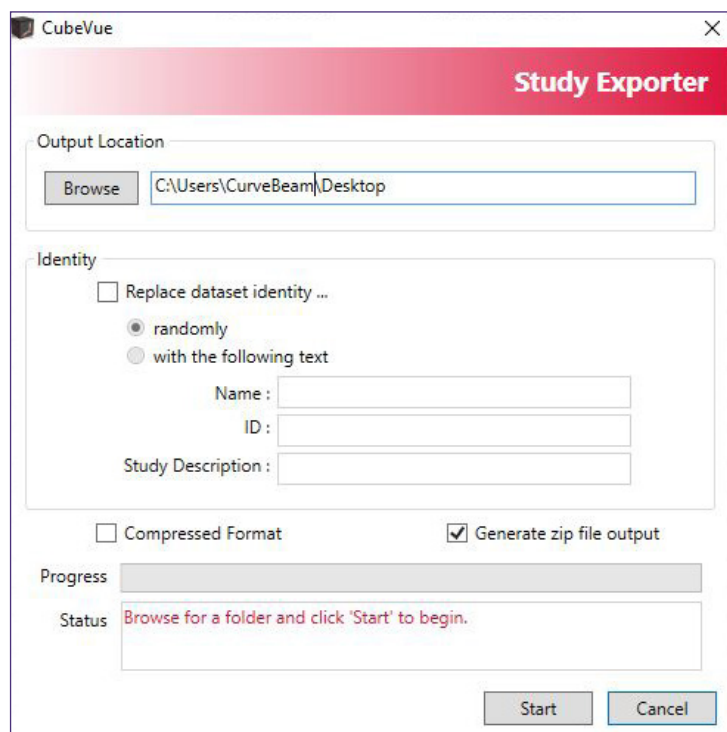 CubeVue
Study Exporter
Output Location
Browse C:\Users\CurveBeam\Desktop
Identity
Replace dataset identity ...
randomly
with the following text
Name :
ID :
Study Description :
Compressed Format Generate zip file output
Progress
Status Browse for a folder and click 'Start' to begin.
Start Cancel